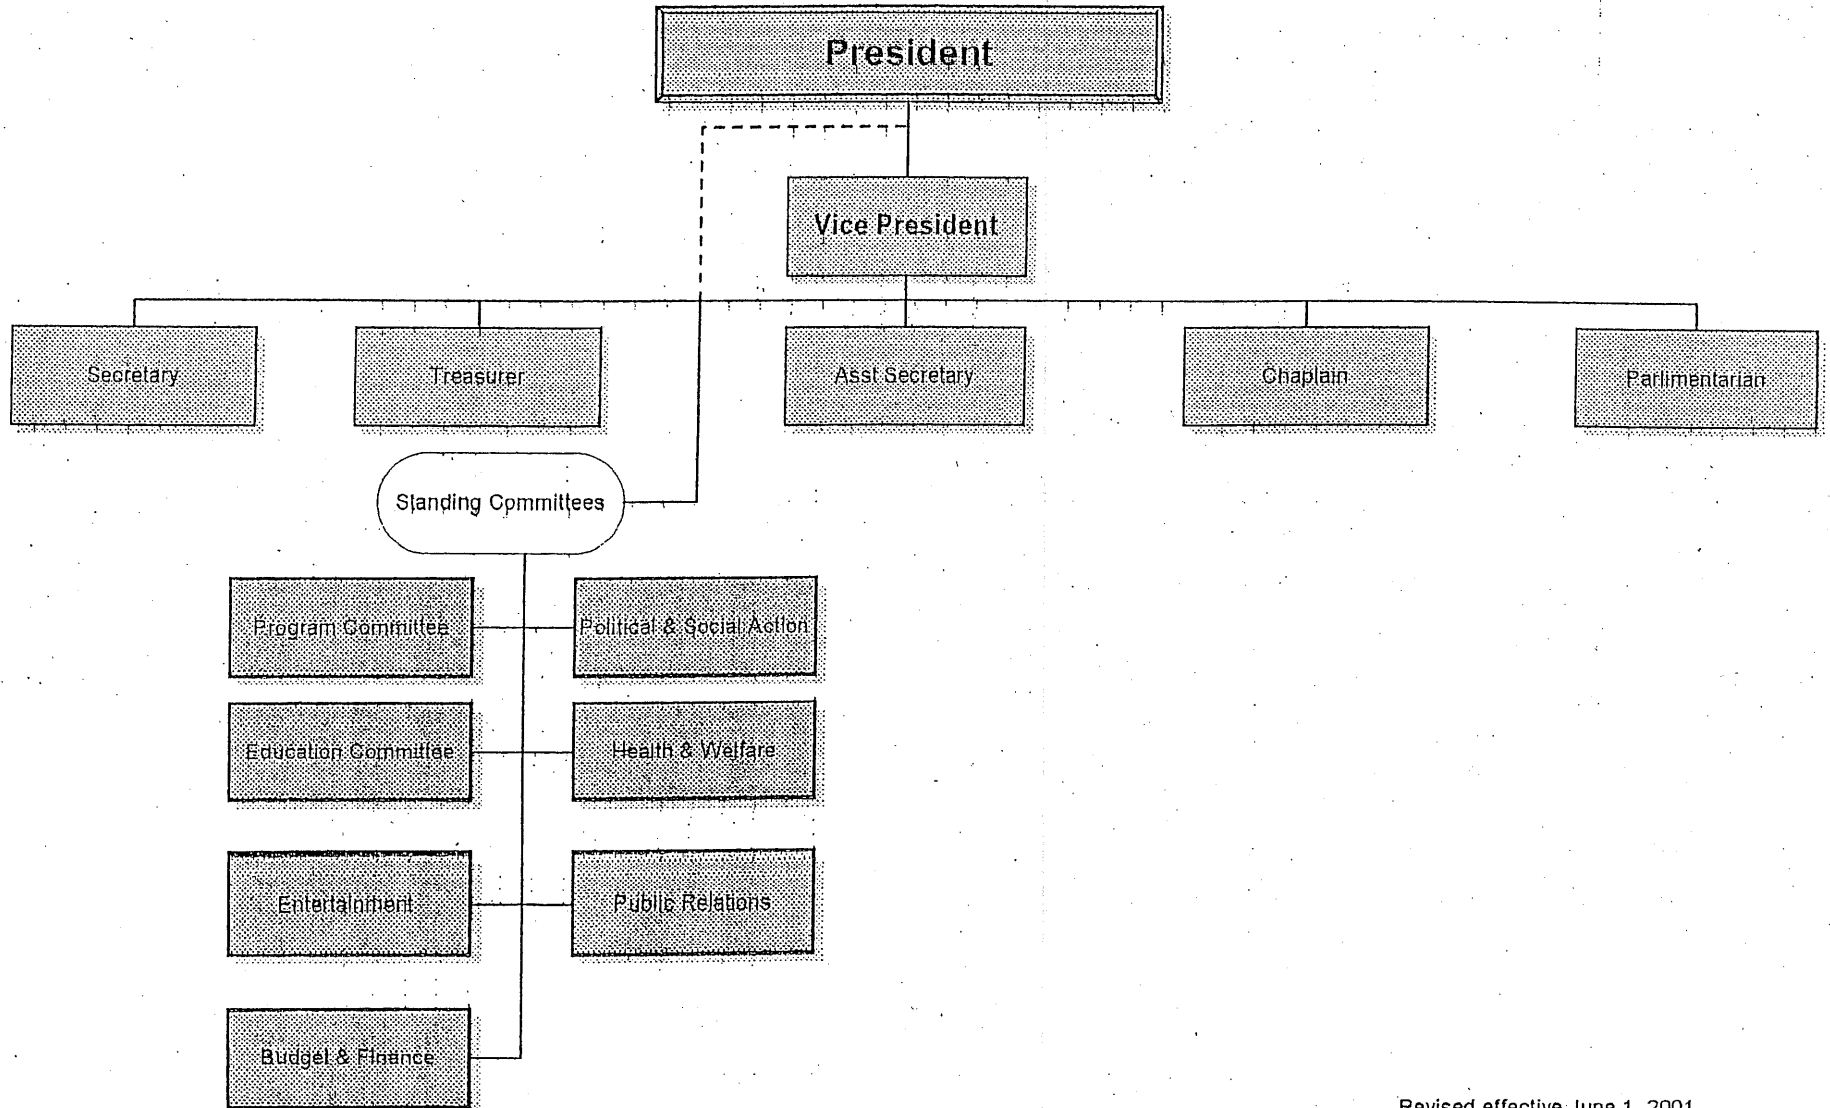 President
Vice President
Secretary
Treasurer
Asst Secretary
Chaplain
Parlimentarian
Standing Committees
Program Committee
Political & Social Action
Education Committee
Health & Welfare
Entertainment
Public Relations
Budget & Finance
Revised effective June 1, 2001